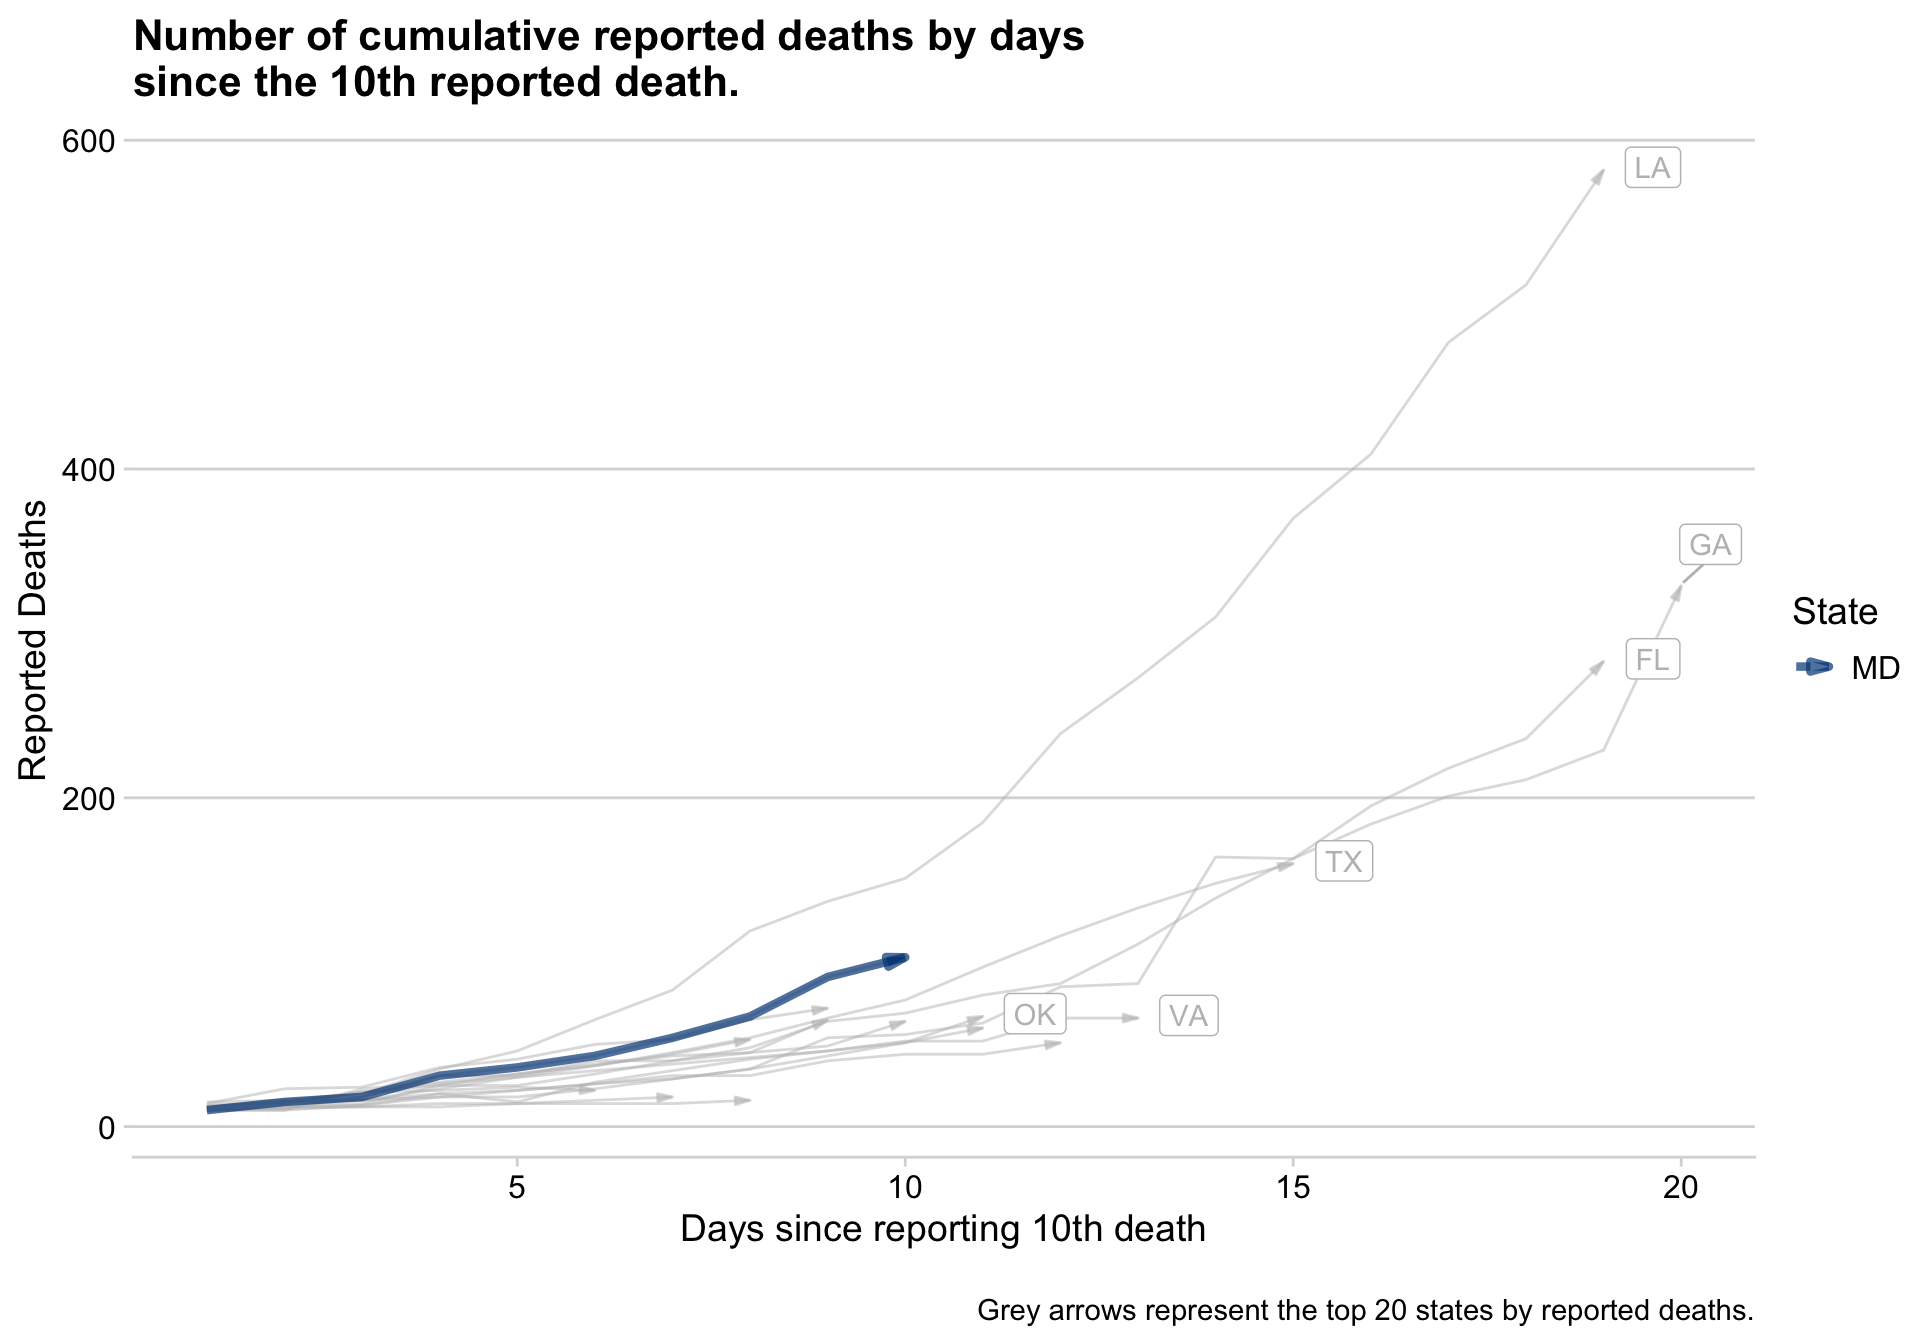 Number of cumulative reported deaths by days
since the 10th reported death.
600
400
200
0
Reported Deaths
LA
GA
FL
TX
OK
VA
State
MD
5
10
15
20
Days since reporting 10th death
Grey arrows represent the top 20 states by reported deaths.